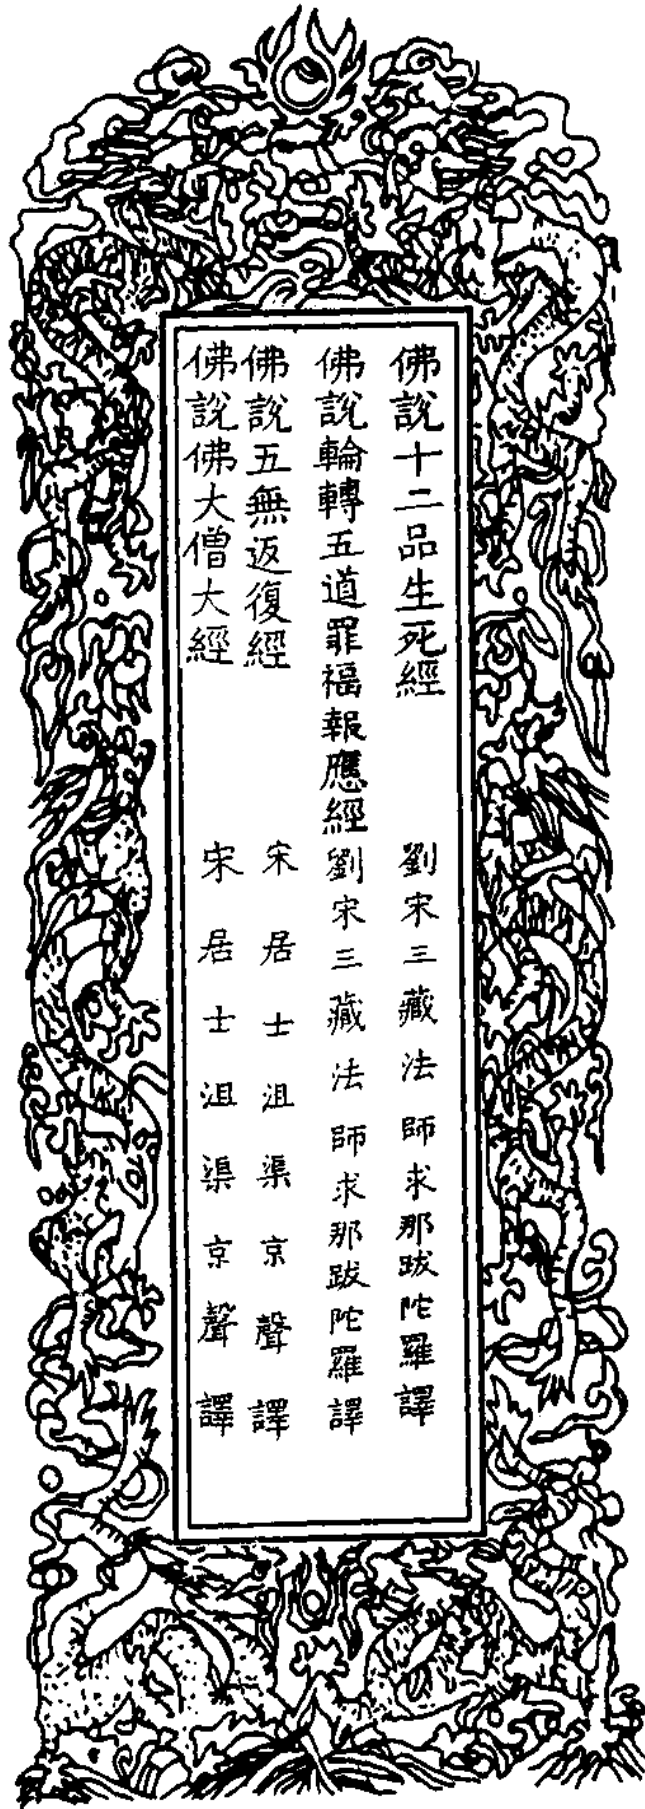 佛說十二品生死經 劉宋三藏法師求那跋陀羅譯
佛說輪轉五道罪福報應經 劉宋三藏法師求那跋陀羅譯
佛說五無返復經 宋居士沮渠京聲譯
佛說佛大僧大經 宋居士沮渠京聲譯